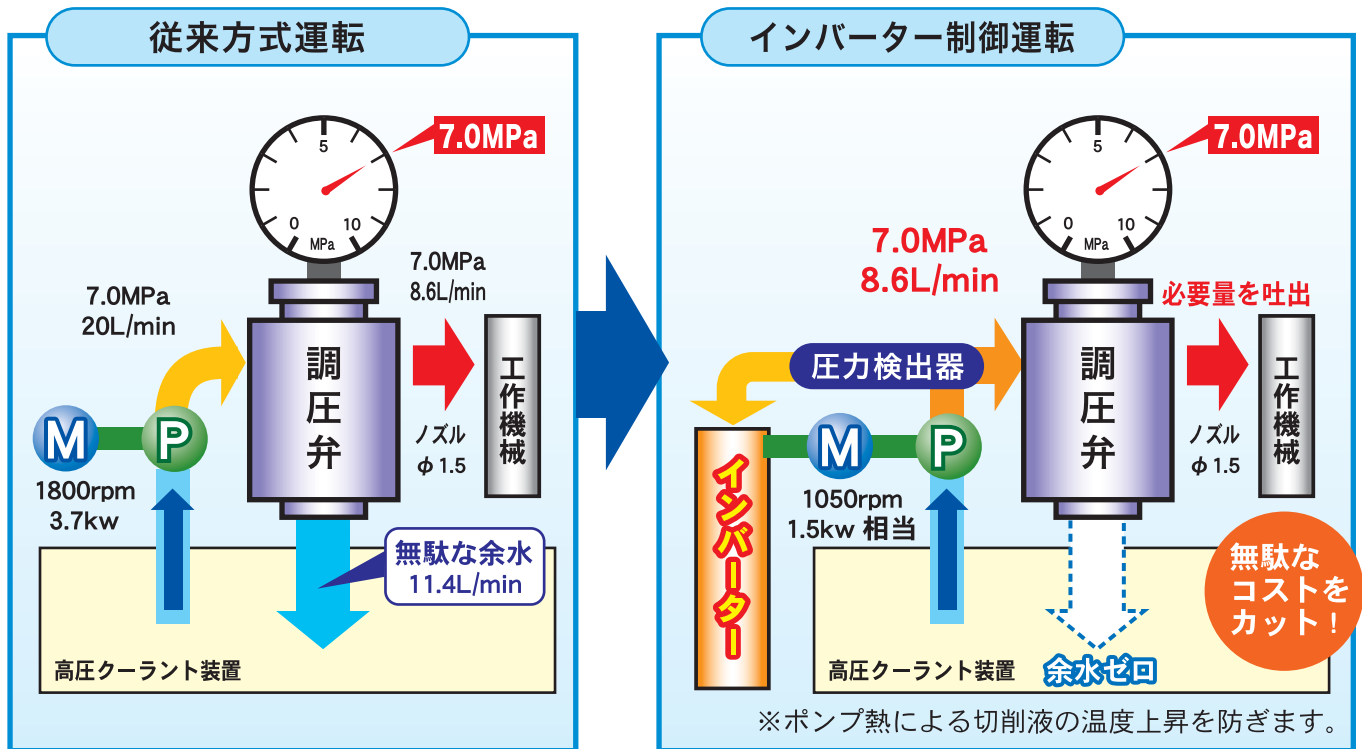 従来方式運転
7.0MPa
5
0
10
MPa
7.0MPa
20L/min
7.0MPa
8.6L/min
調圧弁
工作機械
M
P
ノズル
φ1.5
1800rpm
3.7kw
無駄な余水
11.4L/min
高圧クーラント装置
インバーター制御運転
7.0MPa
5
0
10
MPa
7.0MPa
8.6L/min
必要量を吐出
圧力検出器
調圧弁
工作機械
インバーター
M
P
ノズル
φ1.5
1050rpm
1.5kw 相当
無駄な
コストを
カット!
高圧クーラント装置
余水ゼロ
※ポンプ熱による切削液の温度上昇を防ぎます。